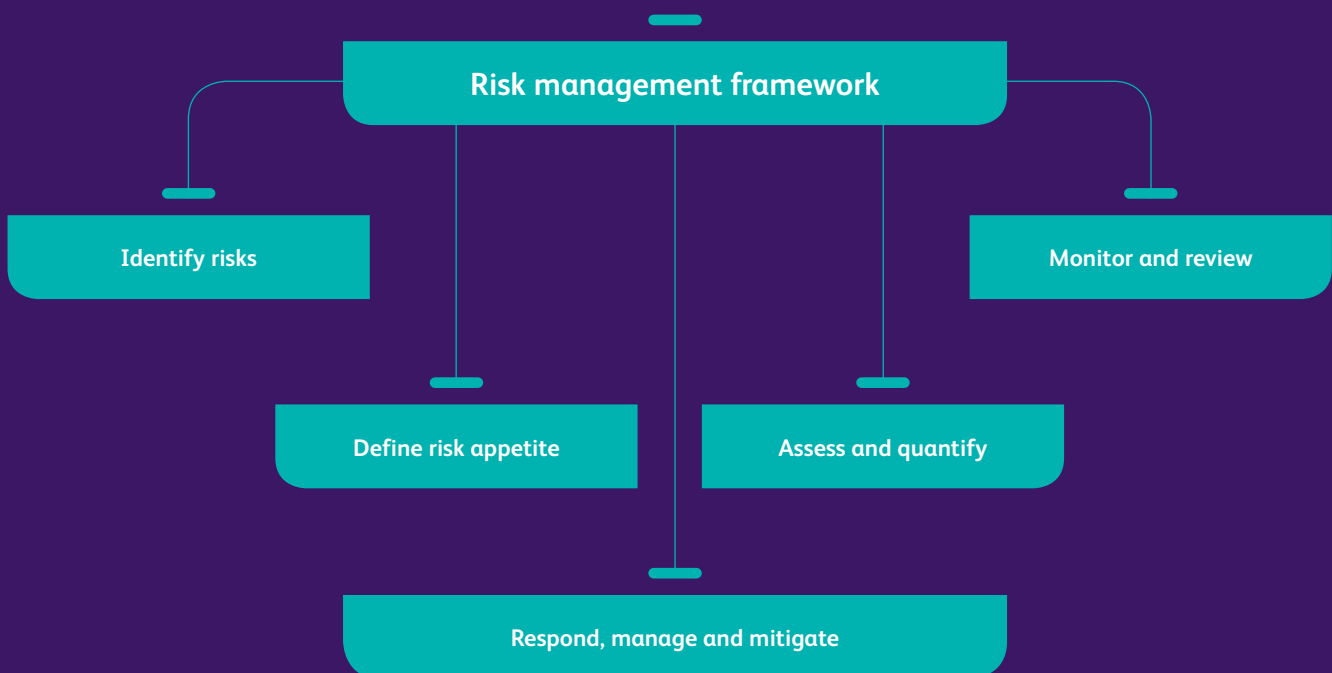 Risk management framework
Identify risks
Monitor and review
Define risk appetite
Assess and quantify
Respond, manage and mitigate